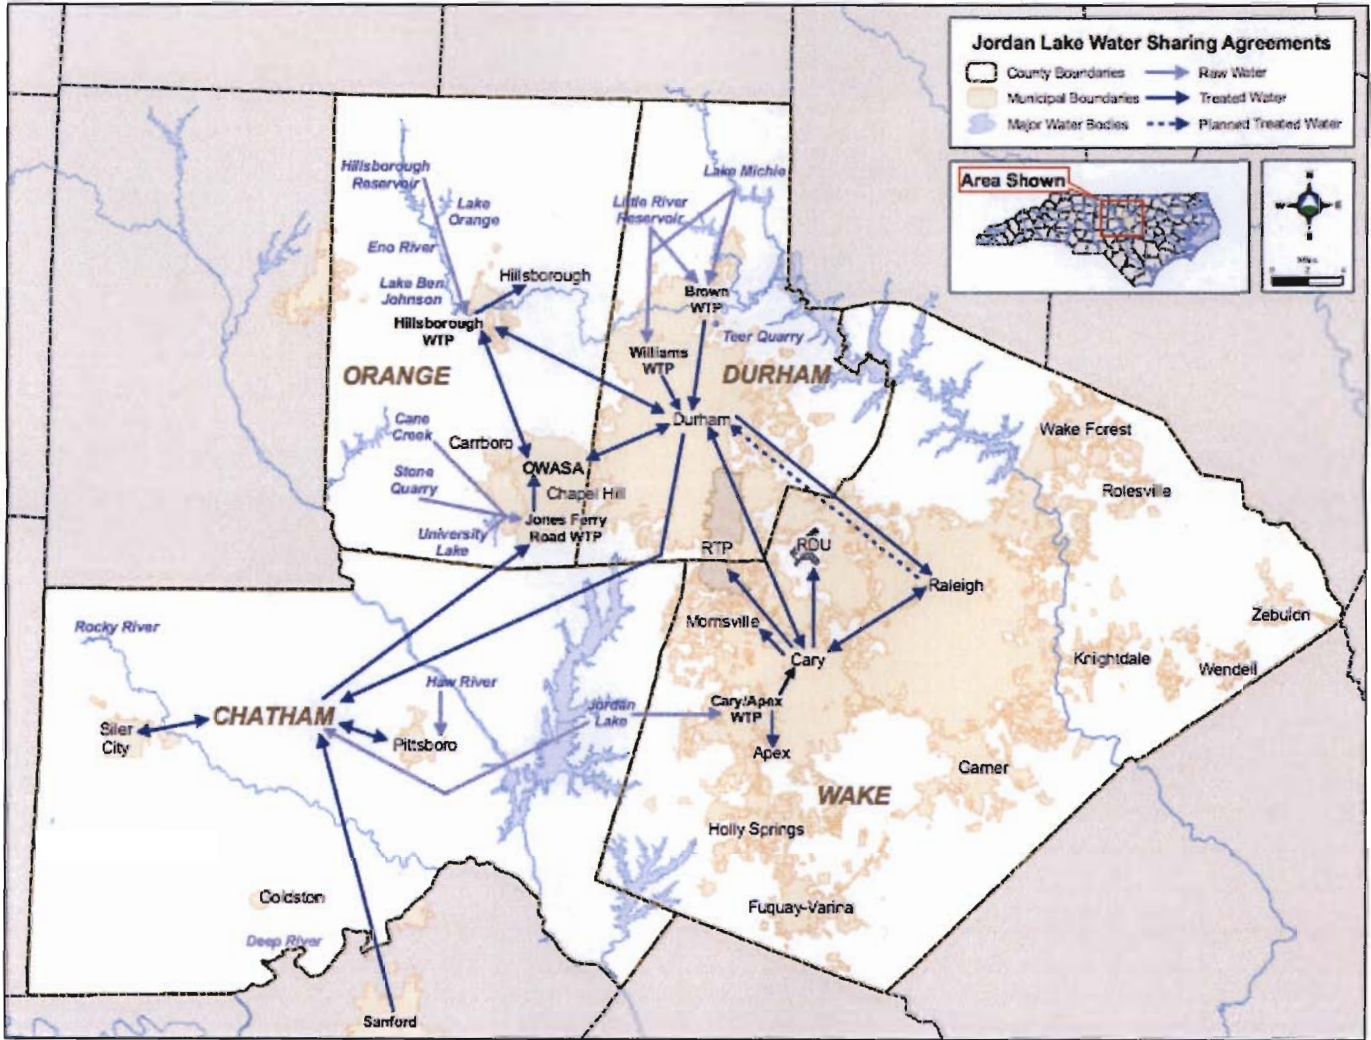 Jordan Lake Water Sharing Agreements
County Boundaries
Raw Water
Municipal Boundaries
Treated Water
Major Water Bodies
Planned Treated Water
Area Shown
N
W
E
S
Miles
0
2
4
Hillsborough
Reservoir
Lake
Orange
Eno River
Lake Ben
Johnson
Hillsborough
Hillsborough
WTP
ORANGE
Lake Michie
Little River
Reservoir
Brown
WTP
Teer Quarry
Williams
WTP
DURHAM
Durham
Cane
Creek
Carrboro
OWASA
Stone
Quarry
Chapel Hill
Jones Ferry
Road WTP
University
Lake
Wake Forest
Rolesville
RTP
RDU
Raleigh
Morrisville
Cary
Zebulon
Knightdale
Wendell
Rocky River
Haw River
Jordan
Lake
Cary/Apex
WTP
CHATHAM
Siler
City
Pittsboro
Apex
Garner
WAKE
Holly Springs
Goldston
Fuquay-Varina
Deep River
Sanford